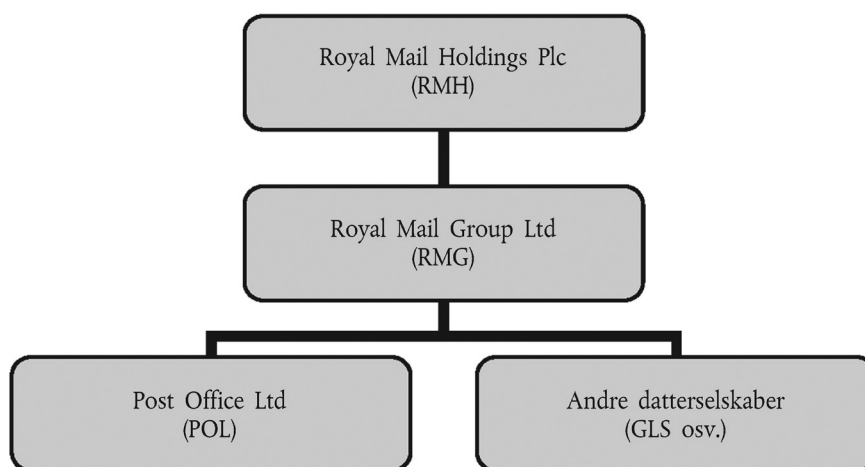 Royal Mail Holdings Plc
(RMH)
Royal Mail Group Ltd
(RMG)
Post Office Ltd
(POL)
Andre datterselskaber
(GLS osv.)